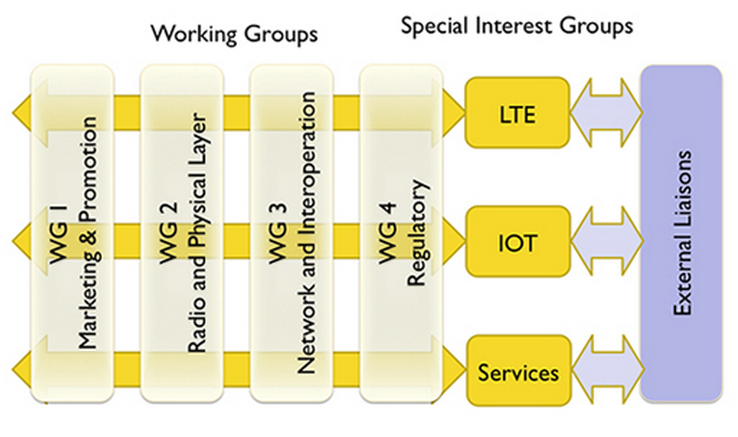 Working Groups
Special Interest Groups
WG 1
Marketing & Promotion
WG 2
Radio and Physical Layer
WG 3
Network and Interoperation
WG 4
Regulatory
LTE
IOT
Services
External Liaisons